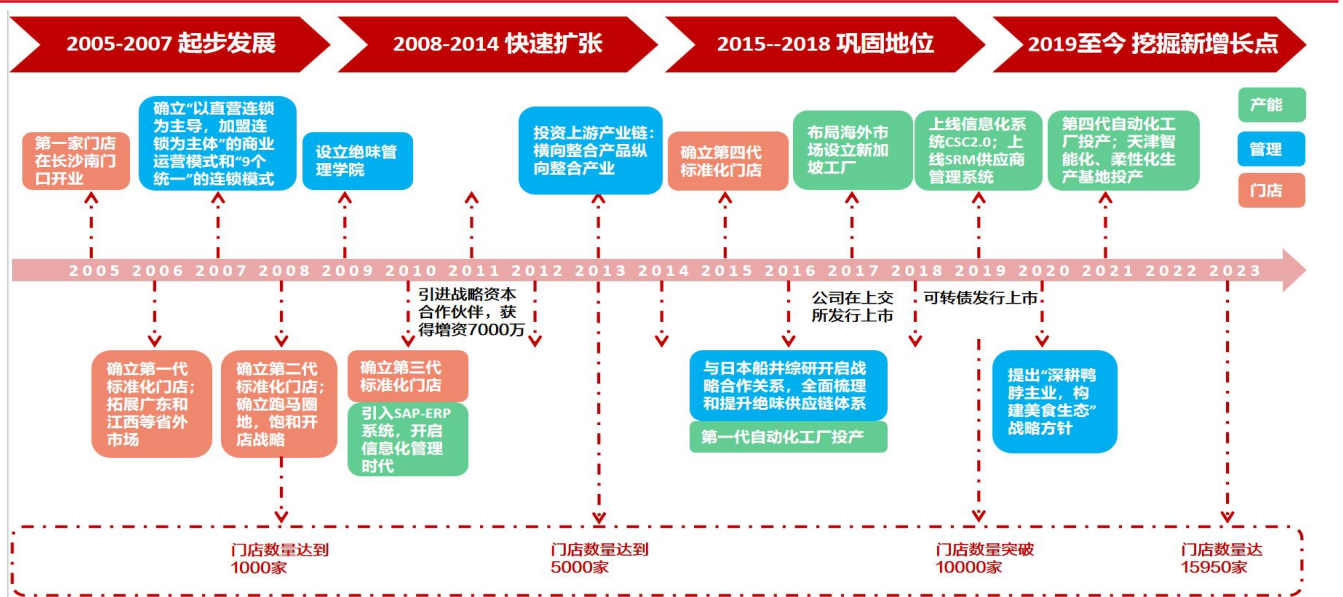 2005-2007 起步发展
2008-2014 快速扩张
2015--2018 巩固地位
2019至今 挖掘新增长点
第一家门店
在长沙南门
口开业
确立“以直营连锁
为主导，加盟连
锁为主体”的商业
运营模式和“9个
统一”的连锁模式
设立绝味管
理学院
投资上游产业链：
横向整合产品纵
向整合产业
确立第四代
标准化门店
布局海外市
场设立新加
坡工厂
上线信息化系
统CSC2.0；上
线SRM供应商
管理系统
第四代自动化工
厂投产；天津智
能化、柔性化生
产基地投产
产能
管理
门店
2005 2006 2007 2008 2009 2010 2011 2012 2013 2014 2015 2016 2017 2018 2019 2020 2021 2022 2023
引进战略资本
合作伙伴，获
得增资7000万
公司在上交
所发行上市
可转债发行上市
确立第一代
标准化门店；
拓展广东和
江西等省外
市场
确立第二代
标准化门店；
确立跑马圈
地，饱和开
店战略
确立第三代
标准化门店
引入SAP-ERP
系统，开启
信息化管理
时代
与日本船井综研开启战
略合作关系，全面梳理
和提升绝味供应链体系
第一代自动化工厂投产
提出“深耕鸭
脖主业，构
建美食生态”
战略方针
门店数量达到
1000家
门店数量达到
5000家
门店数量突破
10000家
门店数量达
15950家